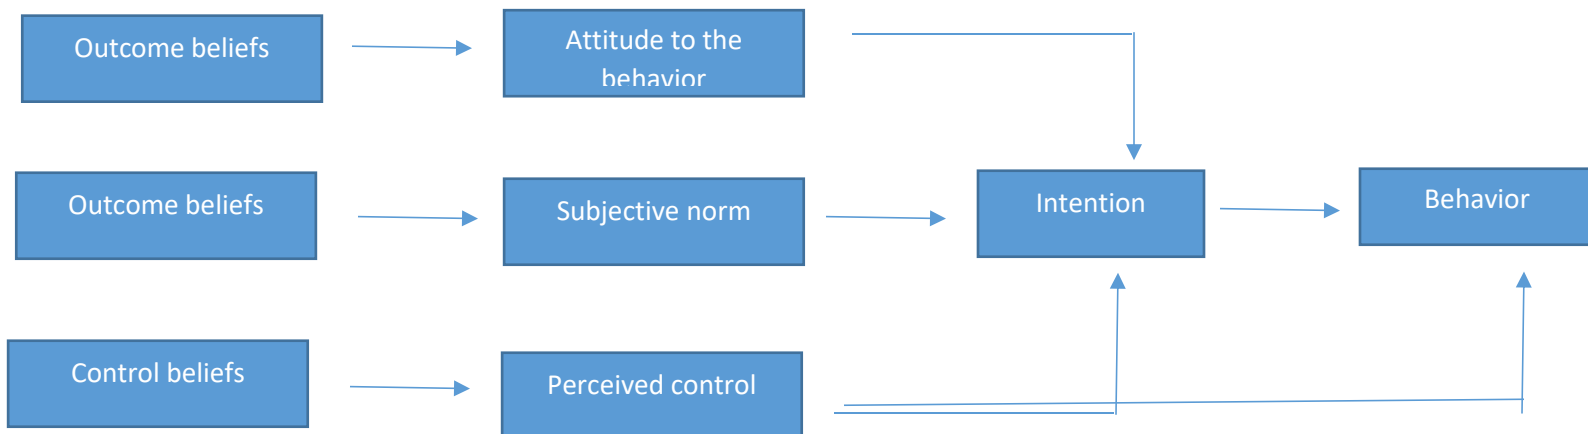 Outcome beliefs
Attitude to the
behavior
Outcome beliefs
Subjective norm
Intention
Behavior
Control beliefs
Perceived control